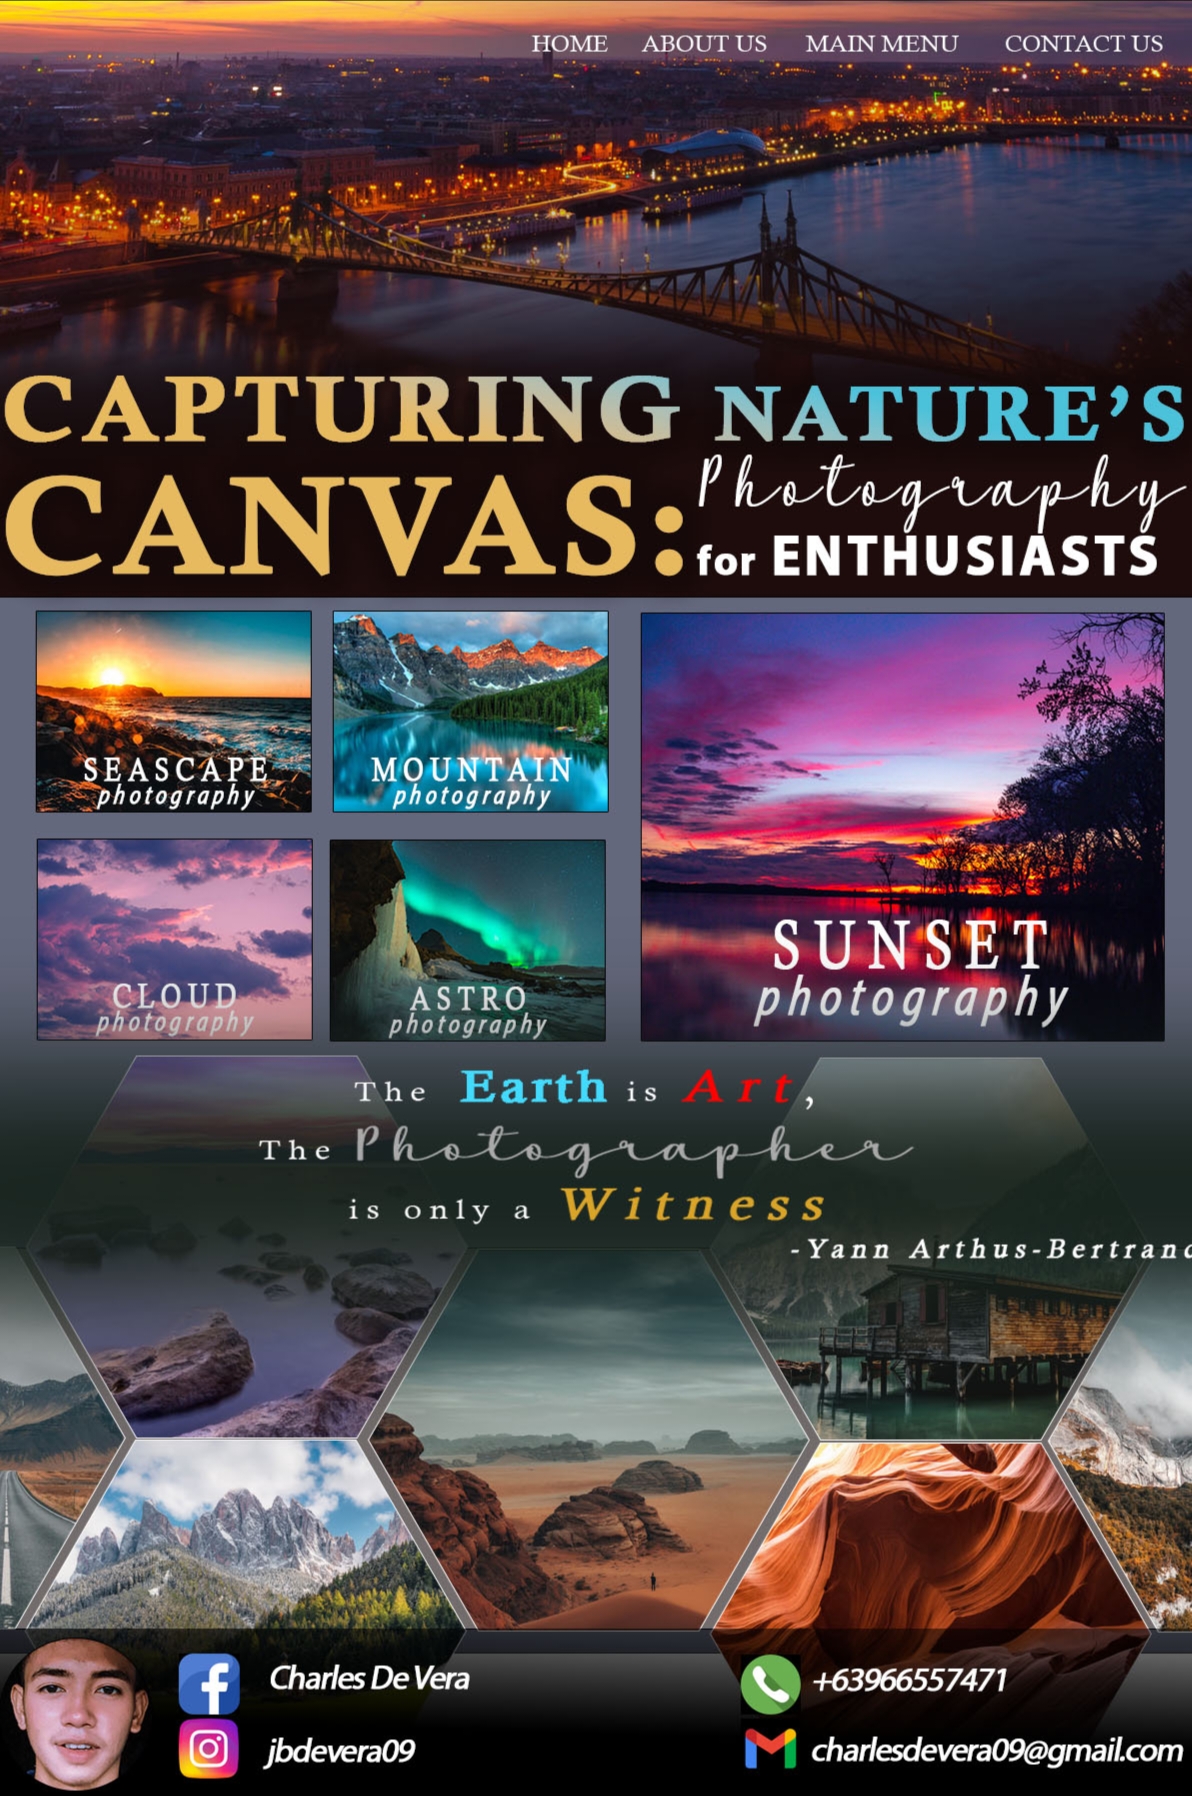 HOME ABOUT US MAIN MENU CONTACT US
CAPTURING NATURE'S
CANVAS:
Photography
for ENTHUSIASTS
SEASCAPE
photography
MOUNTAIN
photography
CLOUD
photography
ASTRO
photography
SUNSET
photography
The Earth is Art,
The Photographer
is only a Witness
-Yann Arthus-Bertrand
Charles De Vera
jbdevera09
+63966557471
charlesdevera09@gmail.com